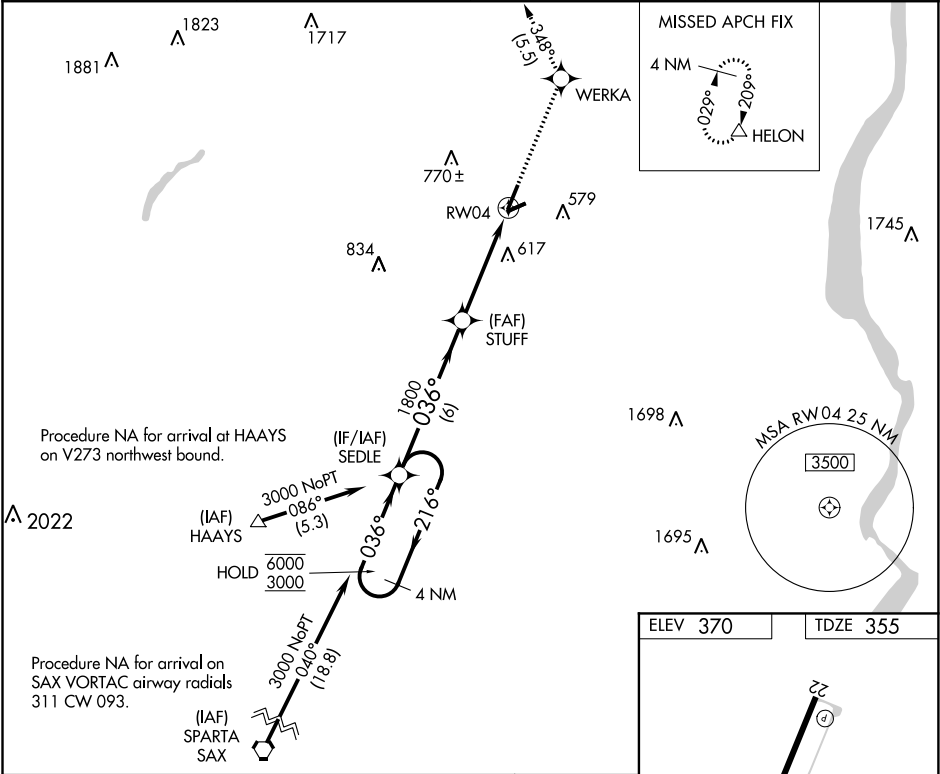 1881
1823
1717
348°
(5.5)
WERKA
MISSED APCH FIX
4 NM
029°
209°
HELON
770 ±
RW04
579
834
617
1745
(FAF)
STUFF
1800
036°
(6)
Procedure NA for arrival at HAAYS
on V273 northwest bound.
(IF/IAF)
SEDLE
1698
MSA RW 04 25 NM
3500
3000 NoPT
086°
(5.3)
2022
(IAF)
HAAYS
036°
216°
1695
HOLD
6000
3000
4 NM
ELEV 370
TDZE 355
3000 NoPT
040°
(18.8)
Procedure NA for arrival on
SAX VORTAC airway radials
311 CW 093.
22
P
(IAF)
SPARTA
SAX